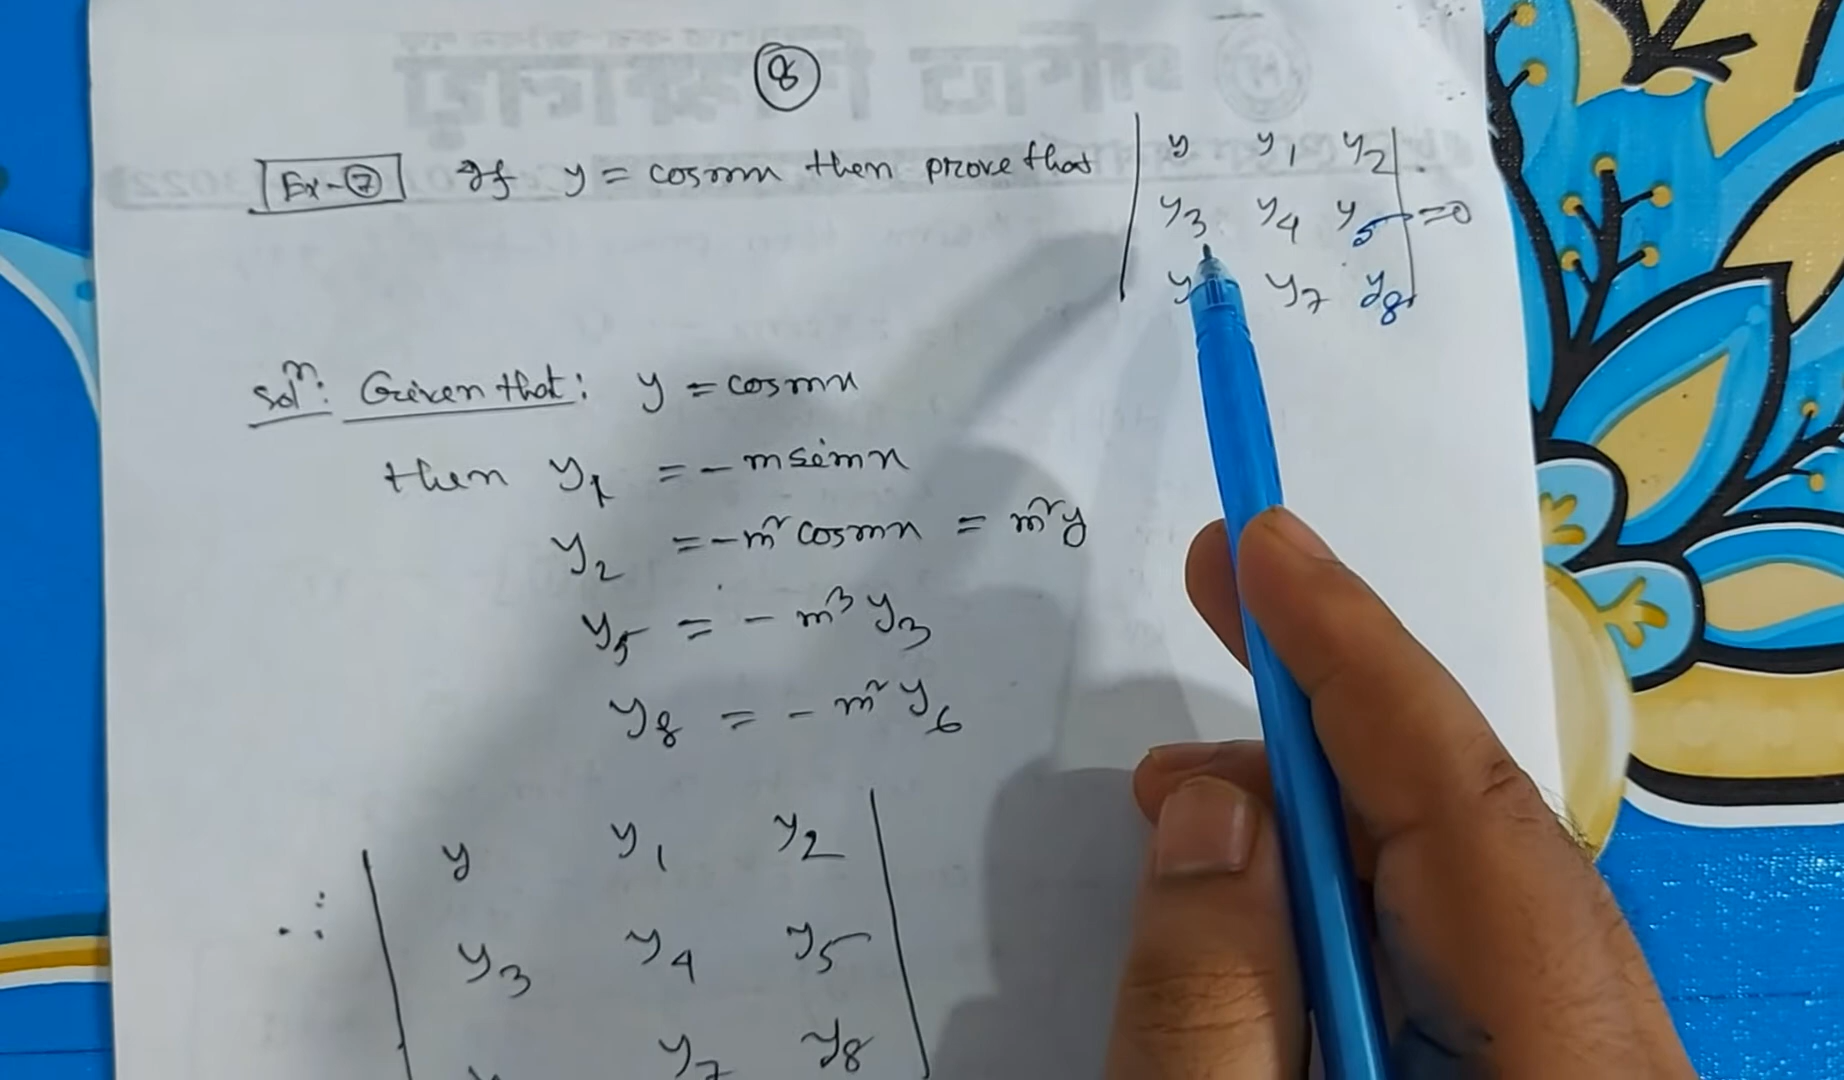 8
Ex-7 If y = cosmx then prove that | y y₁ y₂ |
| y₃ y₄ y₅ | =0
| y y₇ y₈ |
Solⁿ: Given that: y = cosmx
then y₁ = - m sinmx
y₂ = -m² cosmx = m²y
y₅ = - m³ y₃
y₈ = - m² y₆
∴ | y y₁ y₂ |
| y₃ y₄ y₅ |
y₇ y₈ |